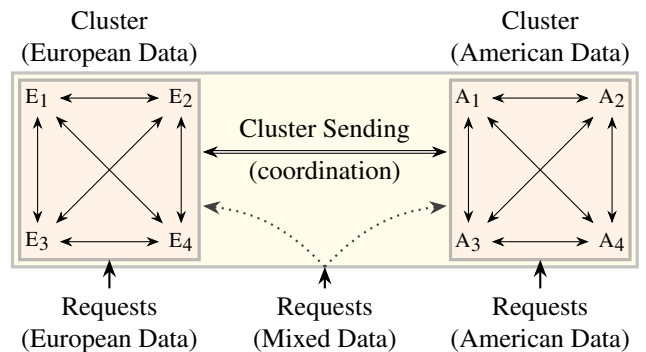 Cluster
(European Data)
Cluster
(American Data)
E1 E2
A1 A2
Cluster Sending
(coordination)
E3 E4
A3 A4
Requests
(European Data)
Requests
(Mixed Data)
Requests
(American Data)